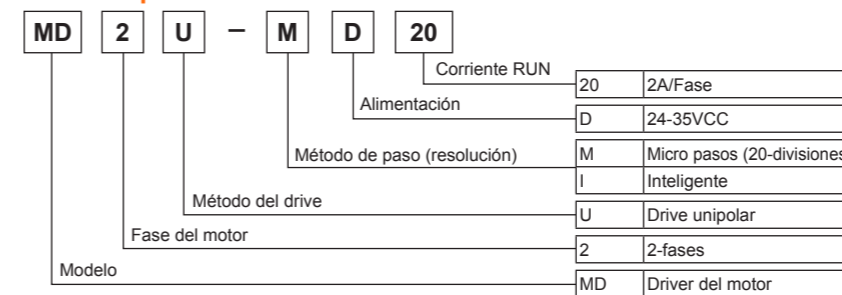 MD 2 U – M D 20
Corriente RUN
20 2A/Fase
Alimentación
D 24-35VCC
Método de paso (resolución)
M Micro pasos (20-divisiones
I Inteligente
Método del drive
U Drive unipolar
Fase del motor
2 2-fases
Modelo
MD Driver del motor